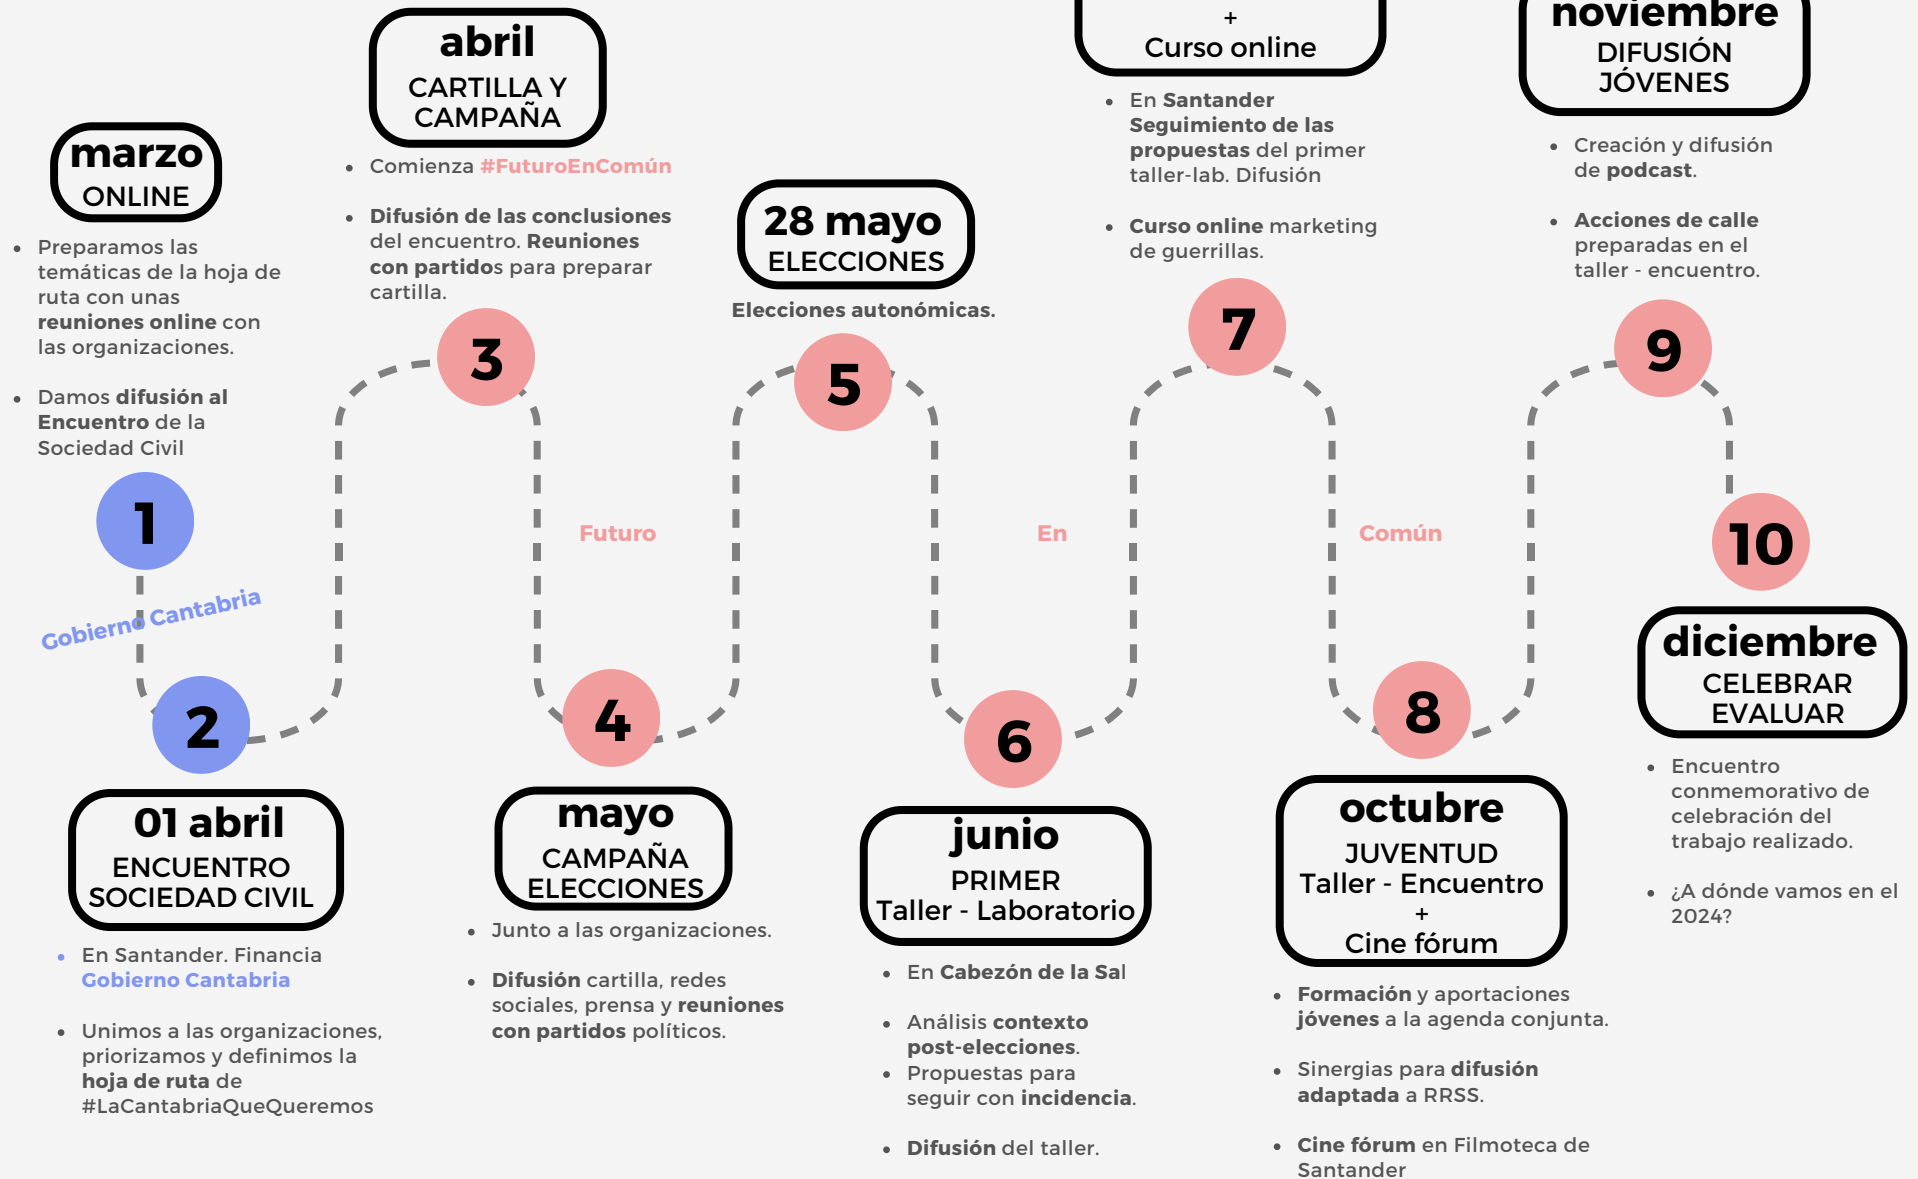 marzo
ONLINE
Preparamos las
temáticas de la hoja de
ruta con unas
reuniones online con
las organizaciones.
Damos difusión al
Encuentro de la
Sociedad Civil
1
Gobierno Cantabria
2
01 abril
ENCUENTRO
SOCIEDAD CIVIL
En Santander. Financia
Gobierno Cantabria
Unimos a las organizaciones,
priorizamos y definimos la
hoja de ruta de
#LaCantabriaQueQueremos
abril
CARTILLA Y
CAMPAÑA
Comienza #FuturoEnComún
Difusión de las conclusiones
del encuentro. Reuniones
con partidos para preparar
cartilla.
3
Futuro
4
mayo
CAMPAÑA
ELECCIONES
Junto a las organizaciones.
Difusión cartilla, redes
sociales, prensa y reuniones
con partidos políticos.
28 mayo
ELECCIONES
Elecciones autonómicas.
5
En
6
junio
PRIMER
Taller - Laboratorio
En Cabezón de la Sal
Análisis contexto
post-elecciones.
Propuestas para
seguir con incidencia.
Difusión del taller.
+
Curso online
En Santander
Seguimiento de las
propuestas del primer
taller-lab. Difusión
Curso online marketing
de guerrillas.
7
Común
8
octubre
JUVENTUD
Taller - Encuentro
+
Cine fórum
Formación y aportaciones
jóvenes a la agenda conjunta.
Sinergias para difusión
adaptada a RRSS.
Cine fórum en Filmoteca de
Santander
noviembre
DIFUSIÓN
JÓVENES
Creación y difusión
de podcast.
Acciones de calle
preparadas en el
taller - encuentro.
9
10
diciembre
CELEBRAR
EVALUAR
Encuentro
conmemorativo de
celebración del
trabajo realizado.
¿A dónde vamos en el
2024?